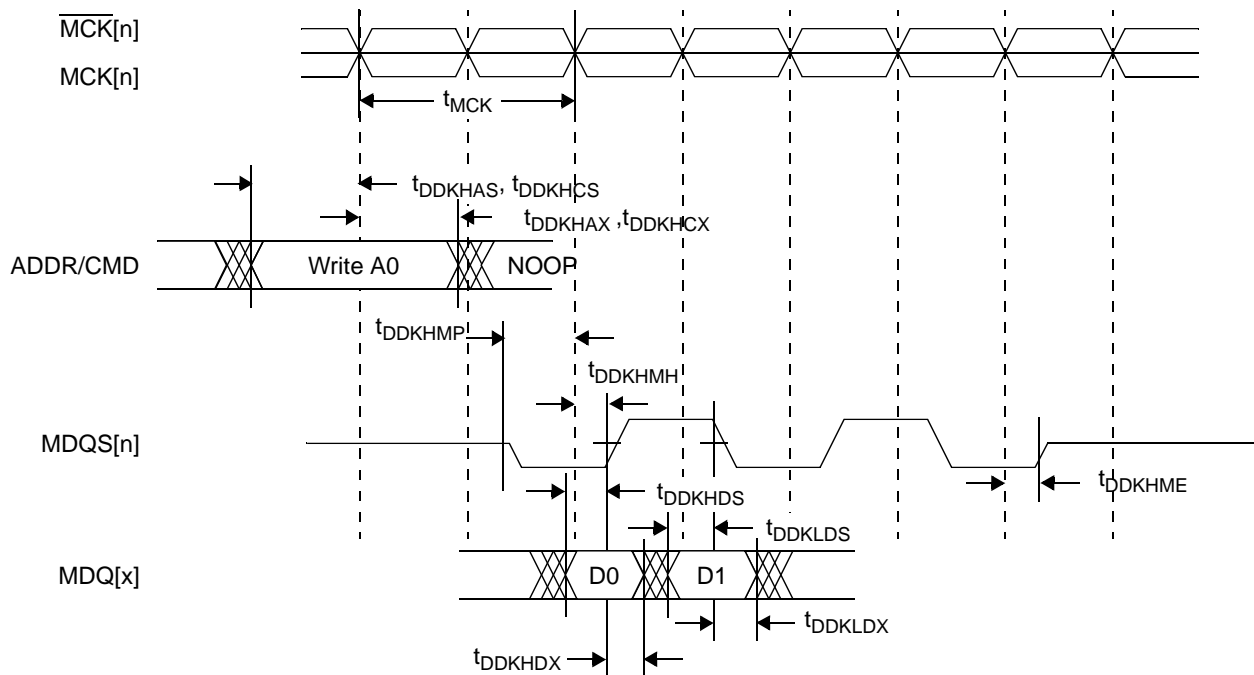 MCK[n]
MCK[n]
tMCK
tDDKHAS, tDDKHCS
tDDKHAX ,tDDKHCX
ADDR/CMD
Write A0
NOOP
tDDKHMP
tDDKHMH
MDQS[n]
tDDKHME
tDDKHDS
tDDKLDS
MDQ[x]
D0
D1
tDDKLDX
tDDKHDX